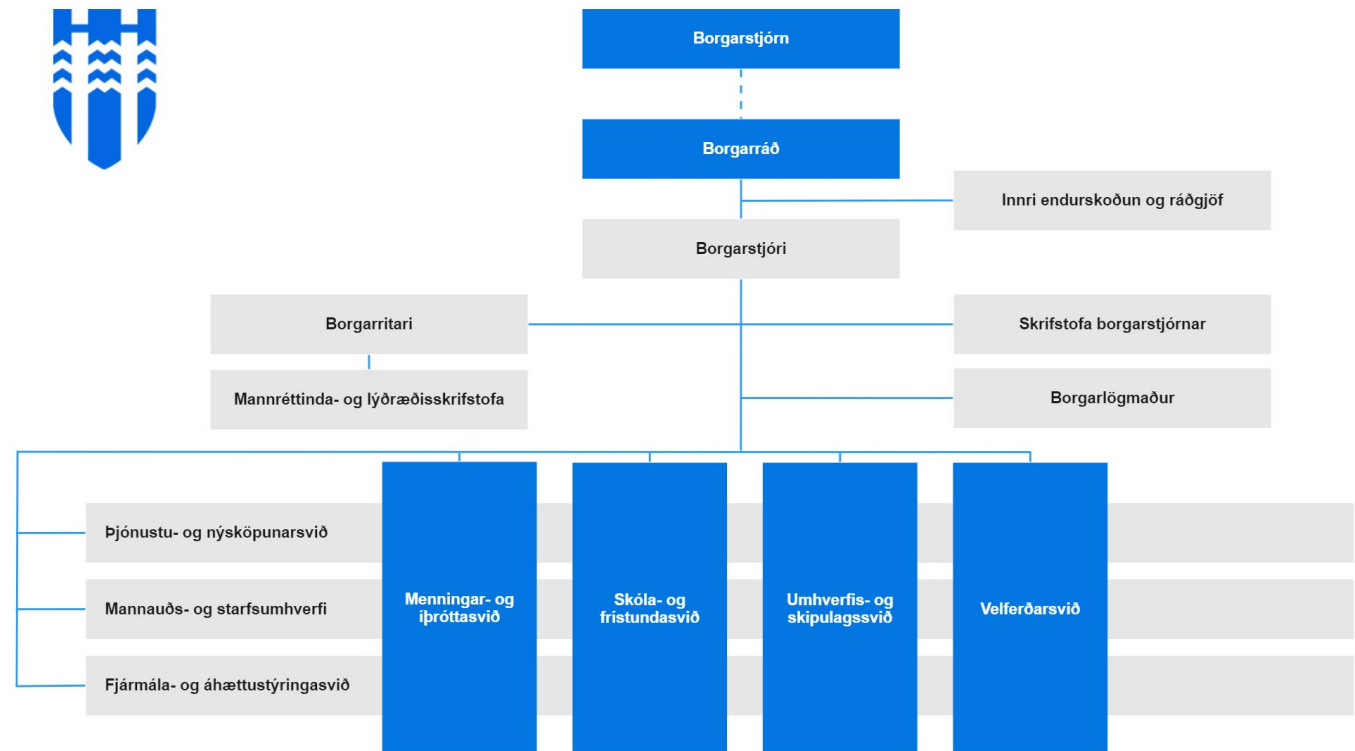 Borgarstjórn
Borgarráð
Innri endurskoðun og ráðgjöf
Borgarstjóri
Borgarritari
Skrifstofa borgarstjórnar
Mannréttinda- og lýðræðisskrifstofa
Borgarlögmaður
Þjónustu- og nýsköpunarsvið
Mannauðs- og starfsumhverfi
Fjármála- og áhættustýringasvið
Menningar- og
íþróttasvið
Skóla- og
frístundasvið
Umhverfis- og
skipulagssvið
Velferðarsvið